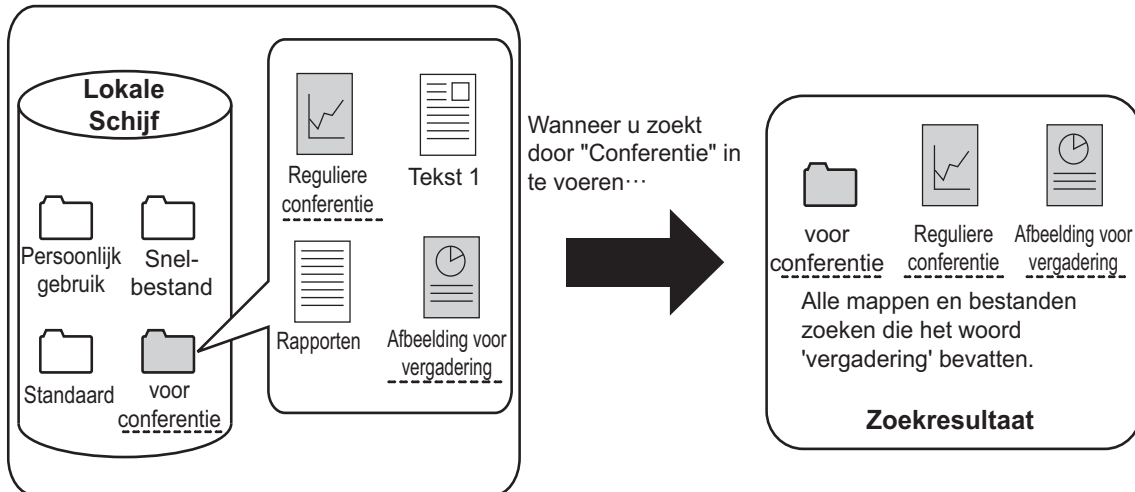 Lokale
Schijf
Persoonlijk
gebruik
Snel-
bestand
Standaard
voor
conferentie
Reguliere
conferentie
Tekst 1
Rapporten
Afbeelding voor
vergadering
Wanneer u zoekt
door "Conferentie" in
te voeren···
voor
conferentie
Reguliere
conferentie
Afbeelding voor
vergadering
Alle mappen en bestanden
zoeken die het woord
'vergadering' bevatten.
Zoekresultaat